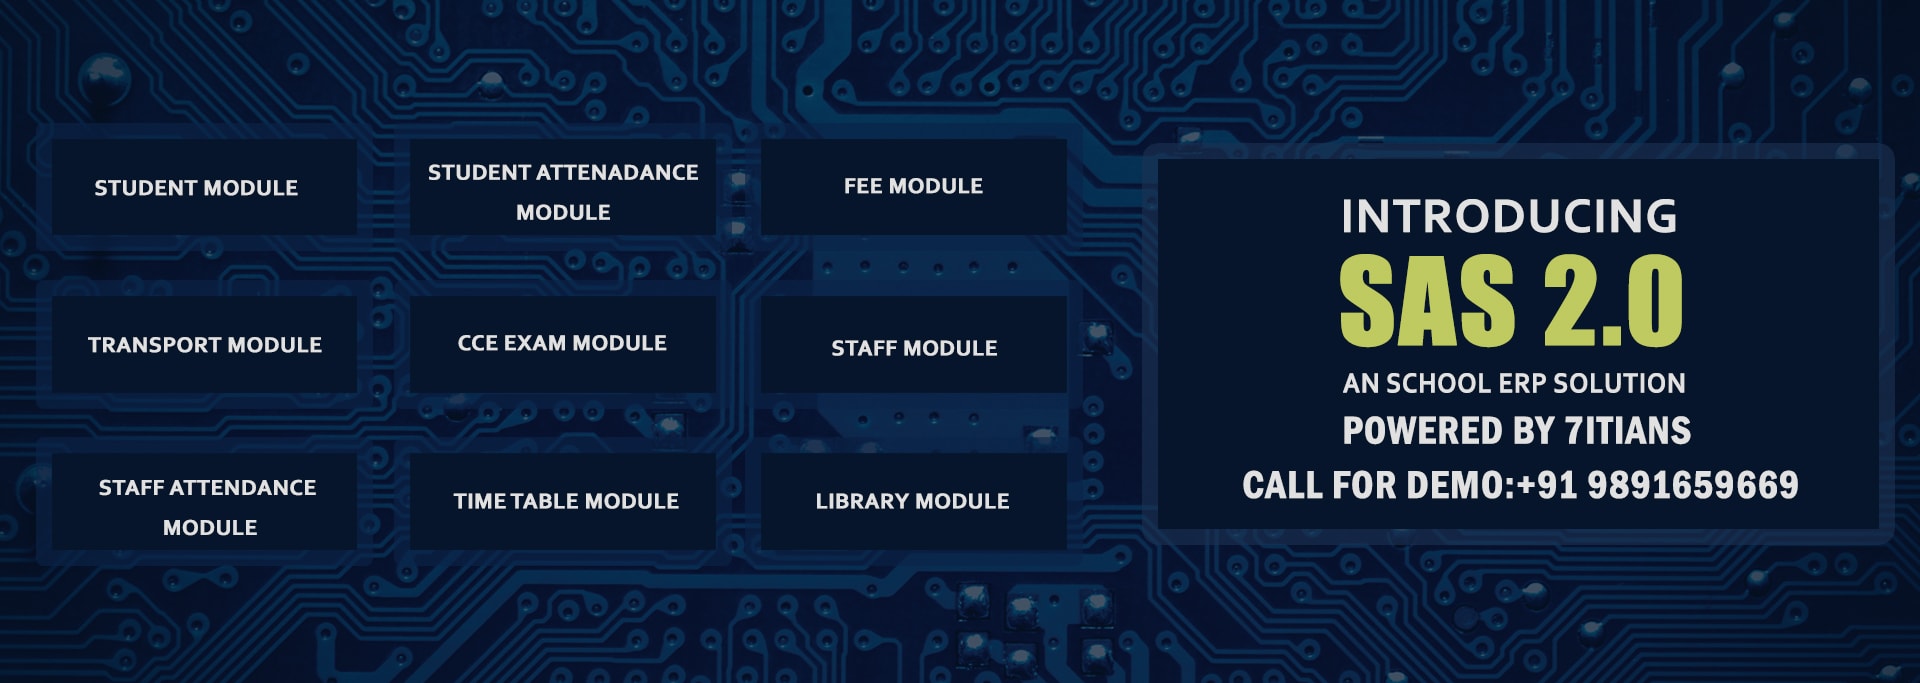 STUDENT MODULE
STUDENT ATTENADANCE
MODULE
FEE MODULE
TRANSPORT MODULE
CCE EXAM MODULE
STAFF MODULE
STAFF ATTENDANCE
MODULE
TIME TABLE MODULE
LIBRARY MODULE
INTRODUCING
SAS 2.0
AN SCHOOL ERP SOLUTION
POWERED BY 7ITIANS
CALL FOR DEMO:+91 9891659669